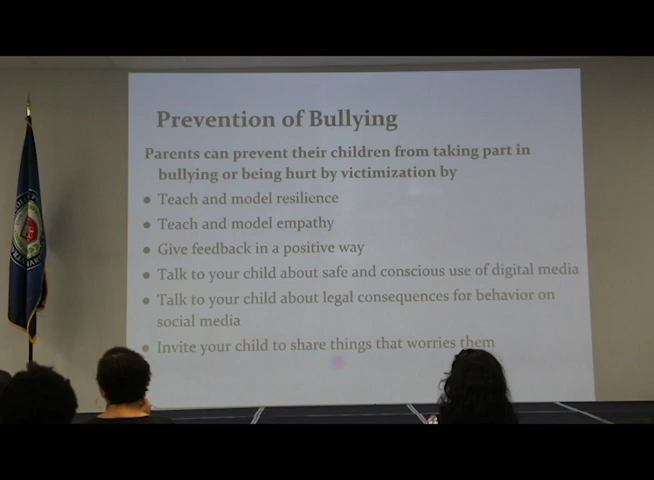 Prevention of Bullying
Parents can prevent their children from taking part in
bullying or being hurt by victimization by
• Teach and model resilience
• Teach and model empathy
• Give feedback in a positive way
• Talk to your child about safe and conscious use of digital media
• Talk to your child about legal consequences for behavior on
social media
• Invite your child to share things that worries them